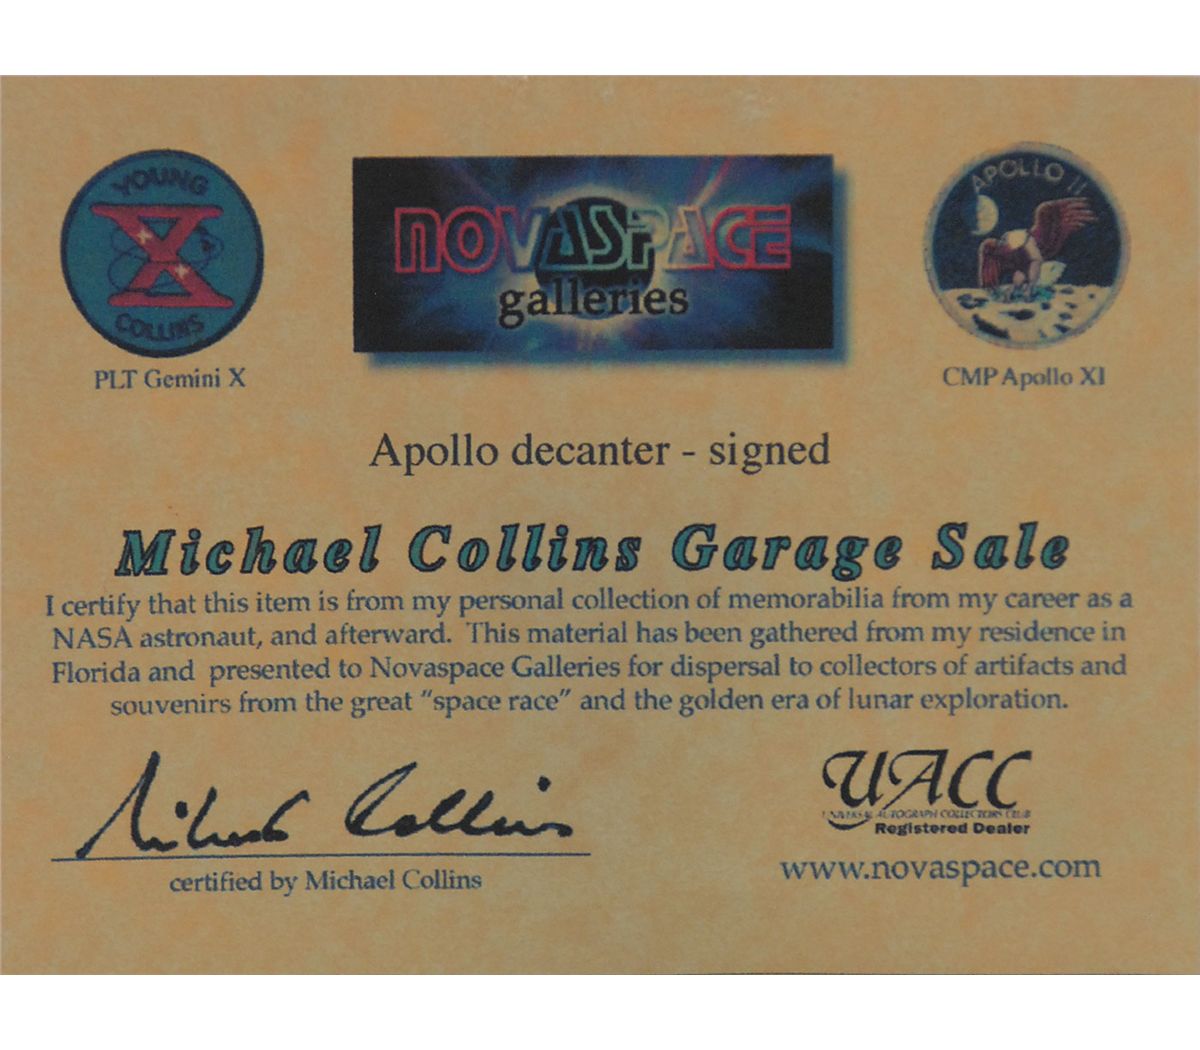 YOUNG
COLLINS
PLT Gemini X
NOVASPACE
galleries
APOLLO 11
CMP Apollo XI
Apollo decanter - signed
Michael Collins Garage Sale
I certify that this item is from my personal collection of memorabilia from my career as a
NASA astronaut, and afterward. This material has been gathered from my residence in
Florida and presented to Novaspace Galleries for dispersal to collectors of artifacts and
souvenirs from the great "space race" and the golden era of lunar exploration.
Michael Collins
certified by Michael Collins
UACC
UNIVERSAL AUTOGRAPH COLLECTORS CLUB
Registered Dealer
www.novaspace.com